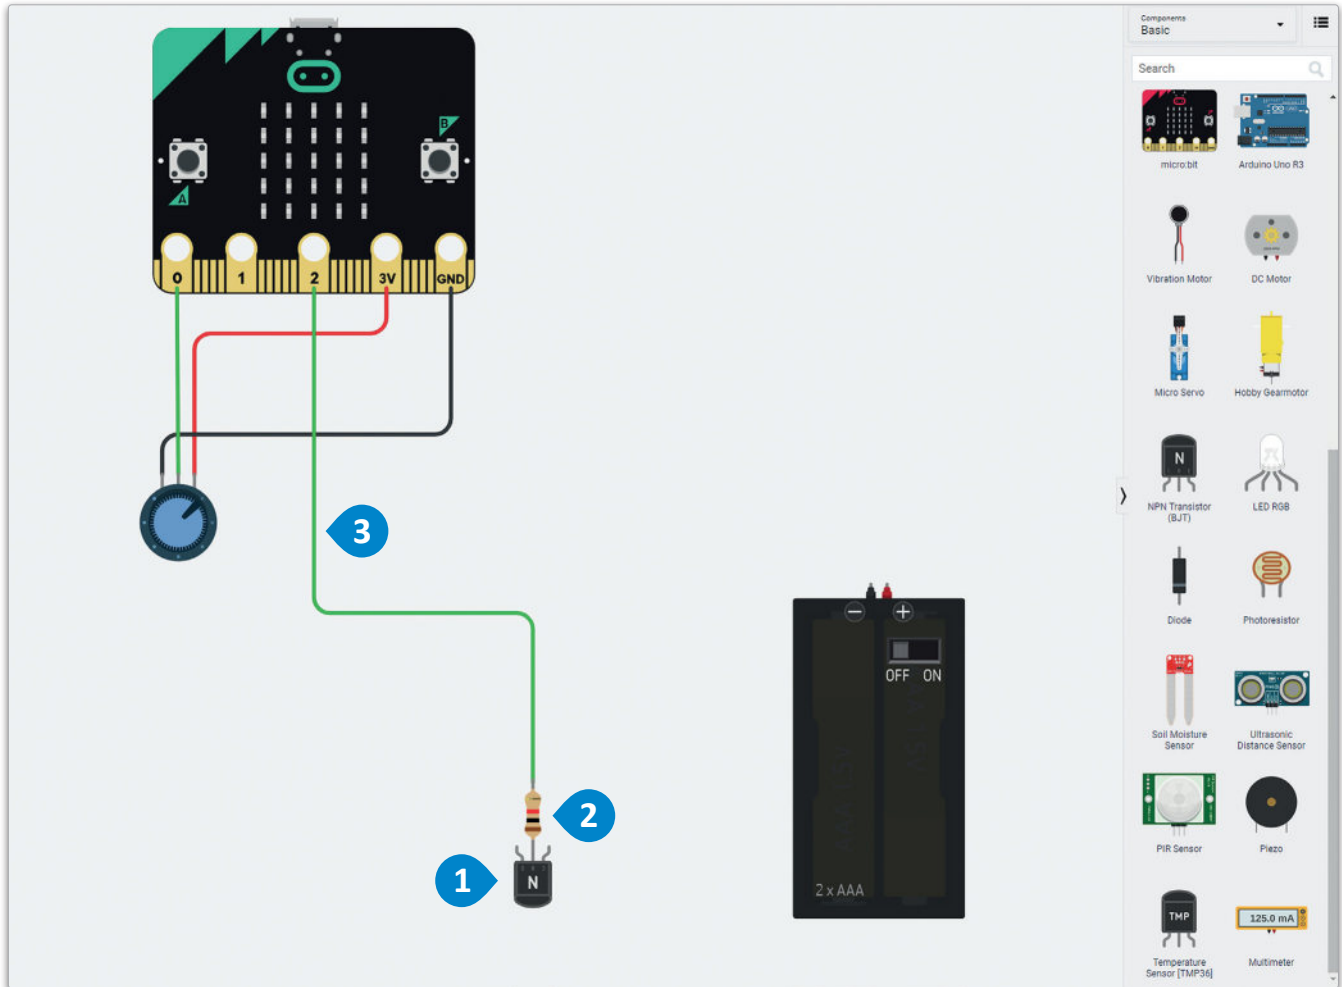 B
A
0
1
2
3V
GND
3
2
1
N
OFF ON
2 x AAA
Components
Basic
Search
micro:bit
Arduino Uno R3
Vibration Motor
DC Motor
Micro Servo
Hobby Gearmotor
N
NPN Transistor
(BJT)
LED RGB
Diode
Photoresistor
Soil Moisture
Sensor
Ultrasonic
Distance Sensor
PIR Sensor
Piezo
TMP
125.0 mA
Temperature
Sensor [TMP36]
Multimeter